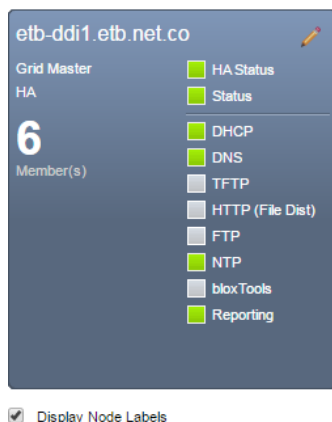 etb-ddi1.etb.net.co
Grid Master
HA
6
Member(s)
HA Status
Status
DHCP
DNS
TFTP
HTTP (File Dist)
FTP
NTP
bloxTools
Reporting
Display Node Labels